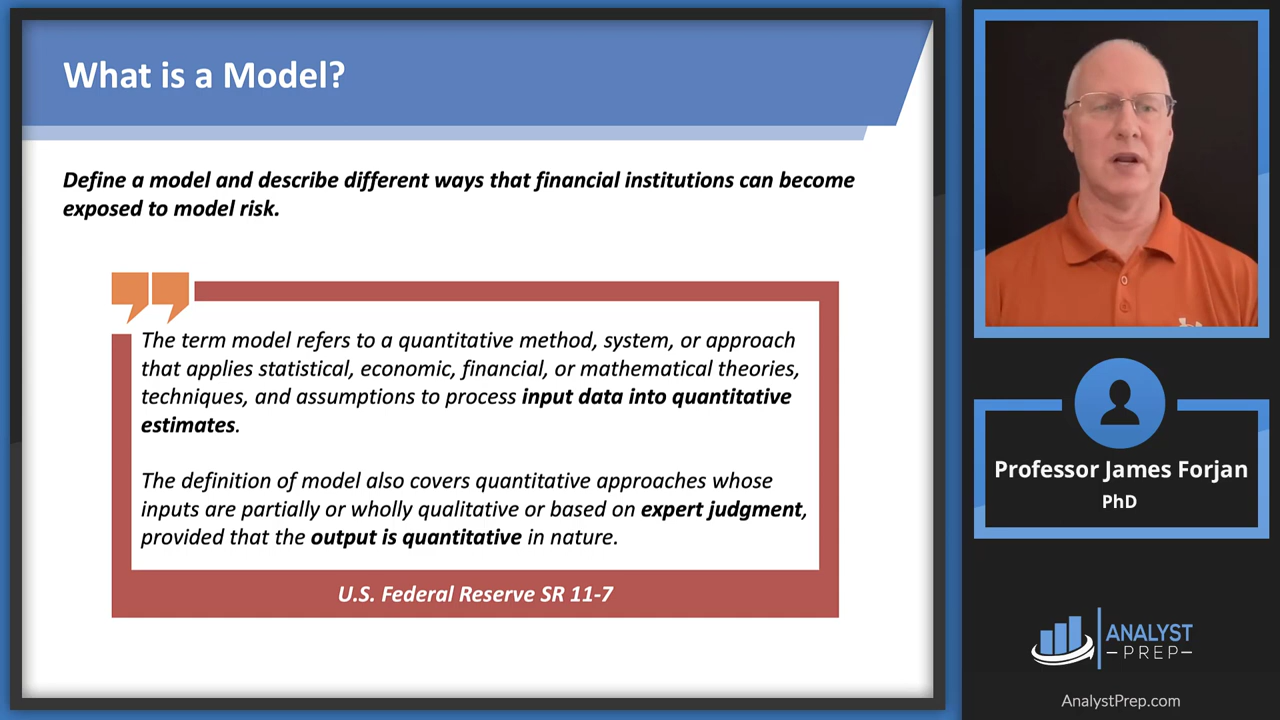 What is a Model?
Define a model and describe different ways that financial institutions can become
exposed to model risk.
The term model refers to a quantitative method, system, or approach
that applies statistical, economic, financial, or mathematical theories,
techniques, and assumptions to process input data into quantitative
estimates.
The definition of model also covers quantitative approaches whose
inputs are partially or wholly qualitative or based on expert judgment,
provided that the output is quantitative in nature.
U.S. Federal Reserve SR 11-7
Professor James Forjan
PhD
ANALYST
PREP
AnalystPrep.com